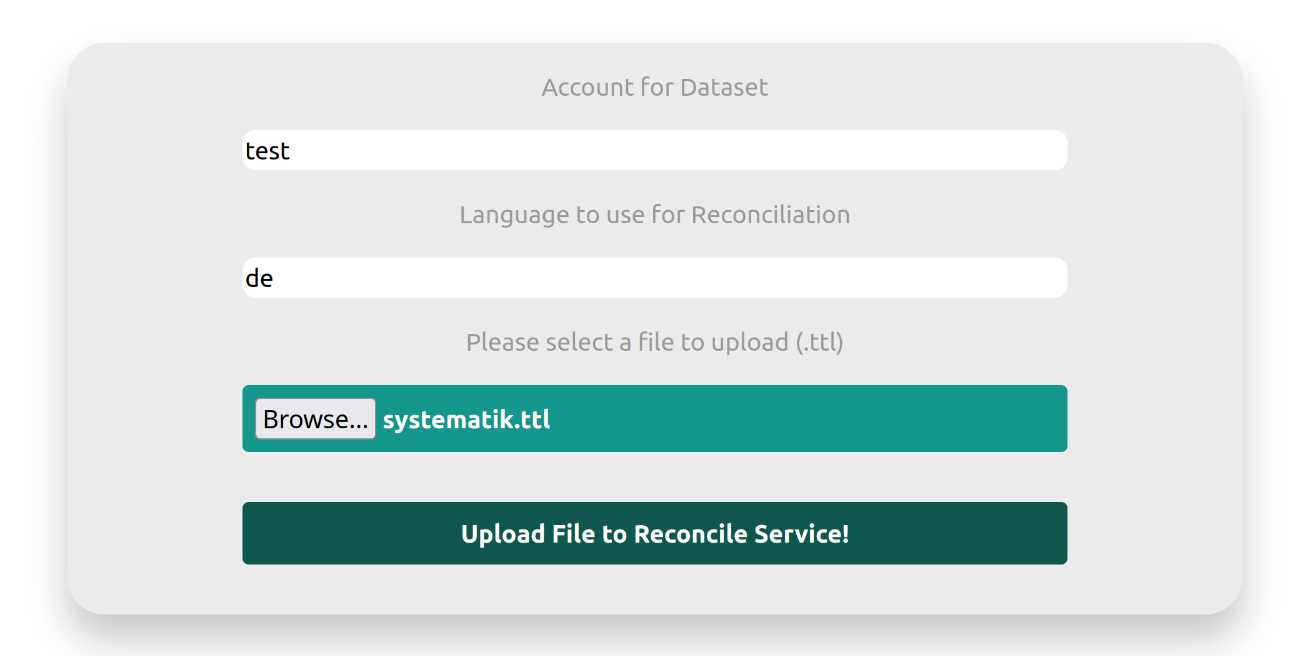 Account for Dataset
test
Language to use for Reconciliation
de
Please select a file to upload (.ttl)
Browse... systematik.ttl
Upload File to Reconcile Service!